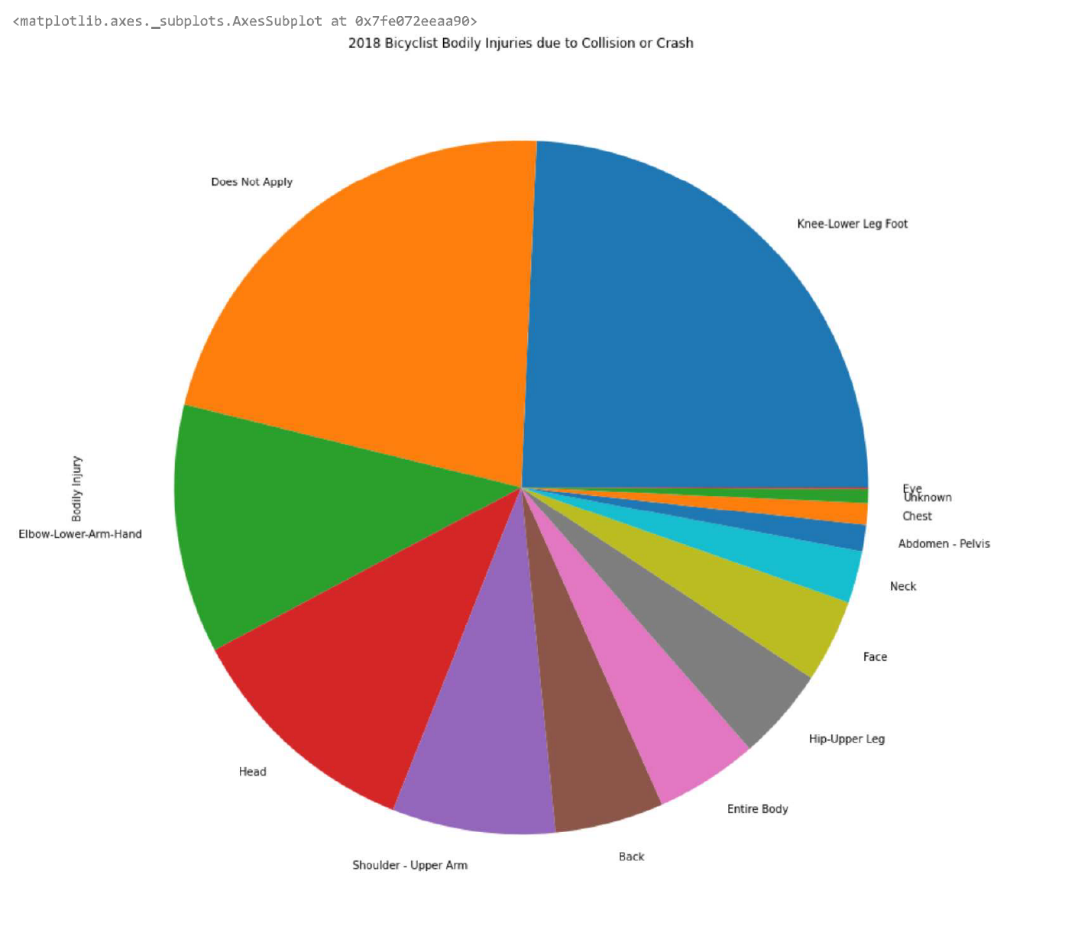 <matplotlib.axes._subplots.AxesSubplot at 0x7fe072eeaa90>
2018 Bicyclist Bodily Injuries due to Collision or Crash
Does Not Apply
Knee-Lower Leg Foot
Bodily Injury
Elbow-Lower-Arm-Hand
Eye
Unknown
Chest
Abdomen - Pelvis
Neck
Face
Hip-Upper Leg
Head
Entire Body
Back
Shoulder - Upper Arm